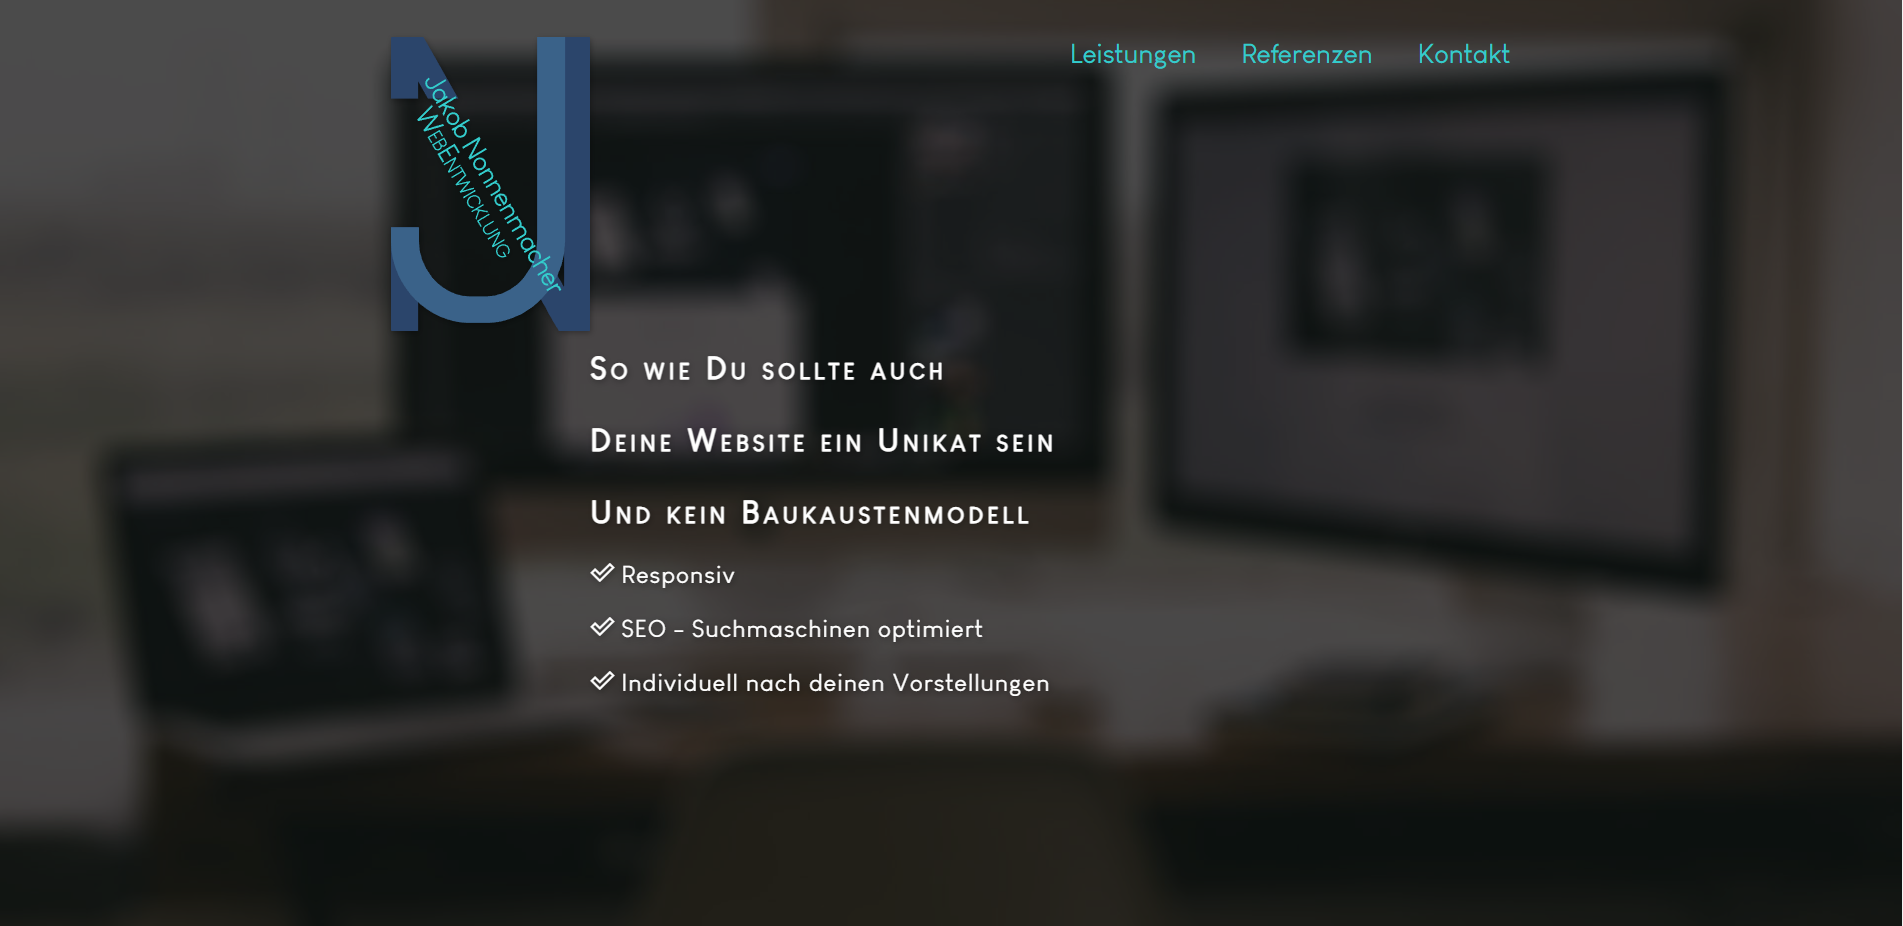 Leistungen Referenzen Kontakt
Jakob Nonnenmacher
WebEntwicklung
So wie Du sollte auch
Deine Website ein Unikat sein
Und kein Baukaustenmodell
Responsiv
SEO - Suchmaschinen optimiert
Individuell nach deinen Vorstellungen